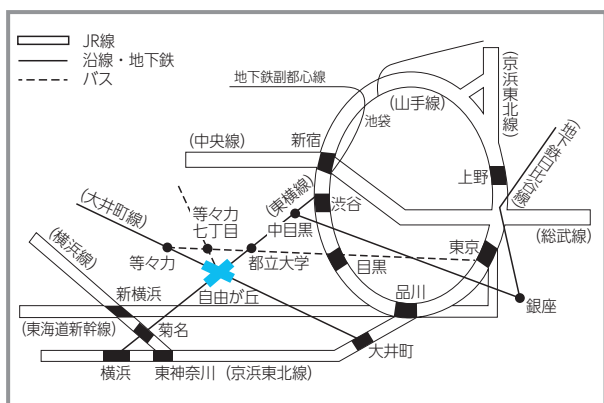 JR線
沿線・地下鉄
バス
地下鉄副都心線
(京浜東北線)
(山手線)
池袋
(中央線)
新宿
(地下鉄日比谷線)
上野
(大井町線)
等々力
七丁目
(東横線)
中目黒
渋谷
(総武線)
東京
(横浜線)
等々力
都立大学
目黒
自由が丘
品川
銀座
新横浜
(東海道新幹線)
菊名
大井町
横浜
東神奈川
(京浜東北線)